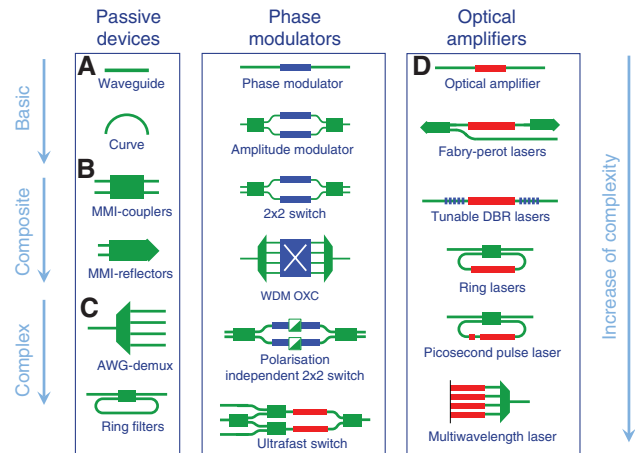 Passive
devices
Phase
modulators
Optical
amplifiers
Basic
Composite
Complex
A
Waveguide
Curve
B
MMI-couplers
MMI-reflectors
C
AWG-demux
Ring filters
Phase modulator
Amplitude modulator
2x2 switch
WDM OXC
Polarisation
independent 2x2 switch
Ultrafast switch
D
Optical amplifier
Fabry-perot lasers
Tunable DBR lasers
Ring lasers
Picosecond pulse laser
Multiwavelength laser
Increase of complexity